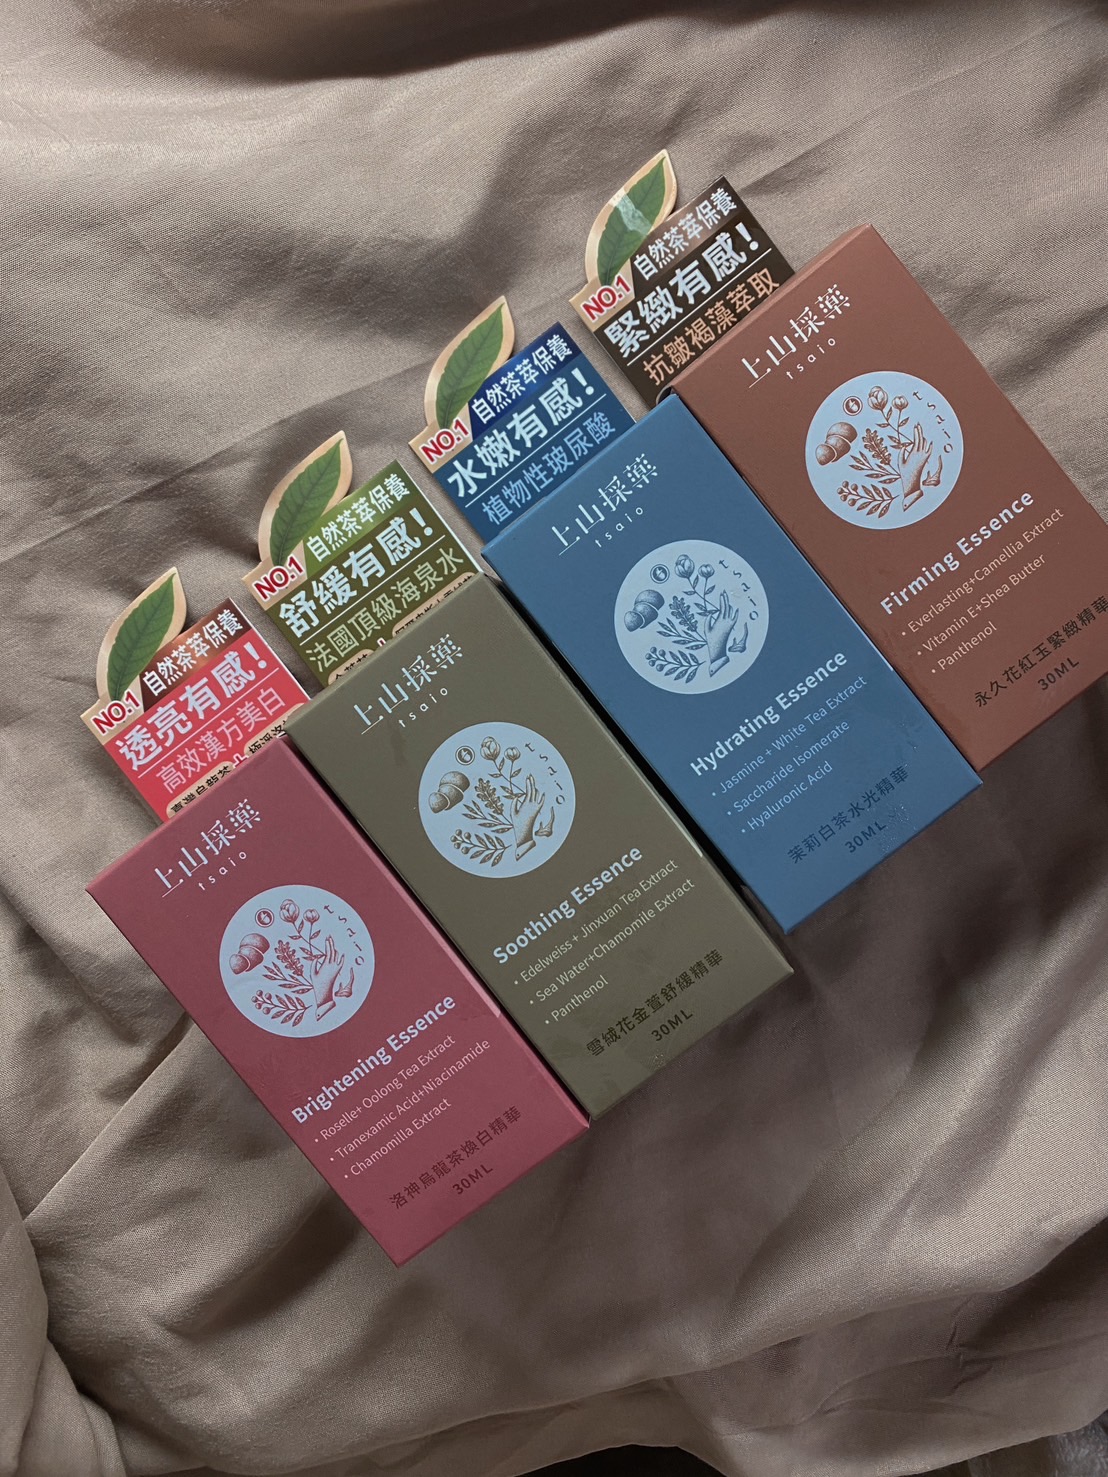 NO.1
自然茶萃保養
透亮有感!
高效漢方美白
上山採藥
tsaio
tsaio
Brightening Essence
• Roselle+ Oolong Tea Extract
• Tranexamic Acid+Niacinamide
• Chamomilla Extract
洛神烏龍茶煥白精華
30ML
NO.1
自然茶萃保養
舒緩有感!
法國頂級海泉水
上山採藥
tsaio
tsaio
Soothing Essence
• Edelweiss+ Jinxuan Tea Extract
• Sea Water+Chamomile Extract
• Panthenol
雪絨花金萱舒緩精華
30ML
NO.1
自然茶萃保養
水嫩有感!
植物性玻尿酸
上山採藥
tsaio
tsaio
Hydrating Essence
• Jasmine+ White Tea Extract
• Saccharide Isomerate
• Hyaluronic Acid
茉莉白茶水光精華
30ML
NO.1
自然茶萃保養
緊緻有感!
抗皺褐藻萃取
上山採藥
tsaio
tsaio
Firming Essence
• Everlasting+Camellia Extract
• Vitamin E+Shea Butter
• Panthenol
永久花紅玉緊緻精華
30ML